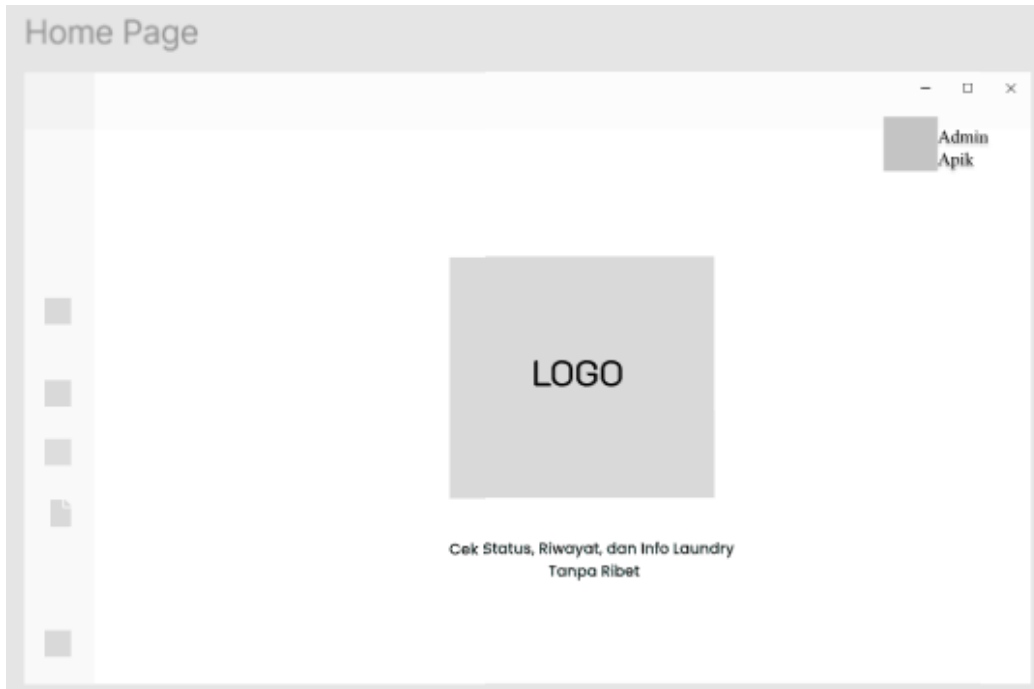 Home Page
Admin
Apik
LOGO
Cek Status, Riwayat, dan Info Laundry
Tanpa Ribet